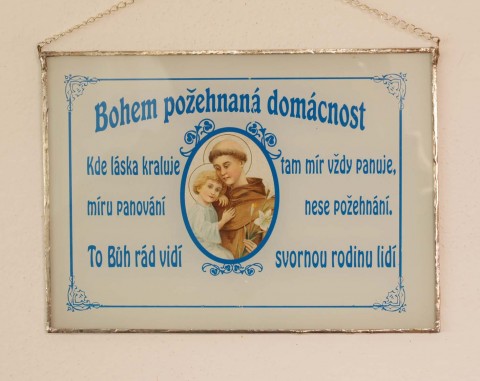 Bohem požehnaná domácnost
Kde láska kraluje tam mír vždy panuje,
míru panování nese požehnání.
To Bůh rád vidí svornou rodinu lidí